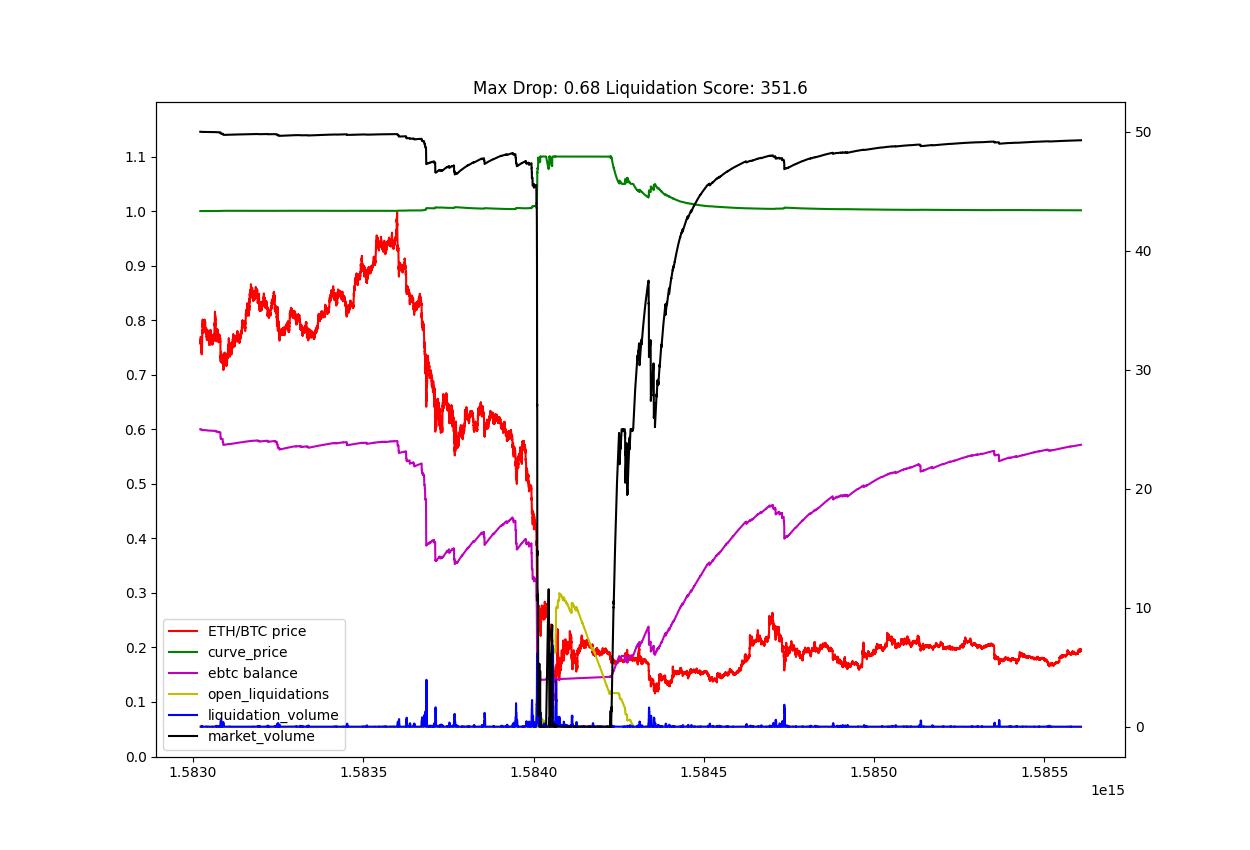 Max Drop: 0.68 Liquidation Score: 351.6
1.1
1.0
0.9
0.8
0.7
0.6
0.5
0.4
0.3
0.2
0.1
0.0
50
40
30
20
10
0
ETH/BTC price
curve_price
ebtc balance
open_liquidations
liquidation_volume
market_volume
1.5830 1.5835 1.5840 1.5845 1.5850 1.5855
1e15